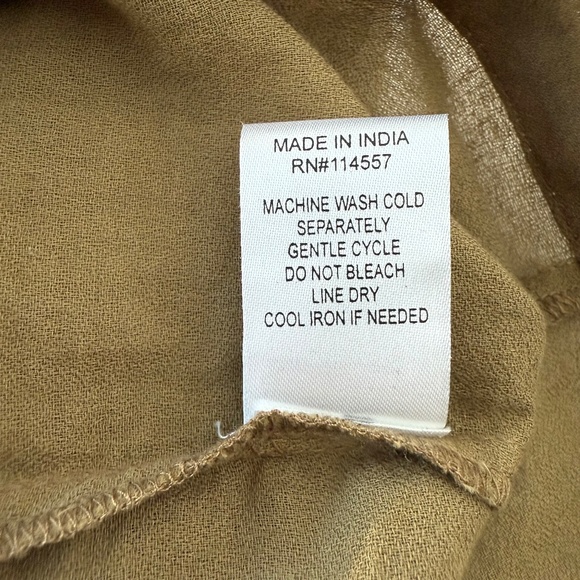 MADE IN INDIA
RN#114557
MACHINE WASH COLD
SEPARATELY
GENTLE CYCLE
DO NOT BLEACH
LINE DRY
COOL IRON IF NEEDED